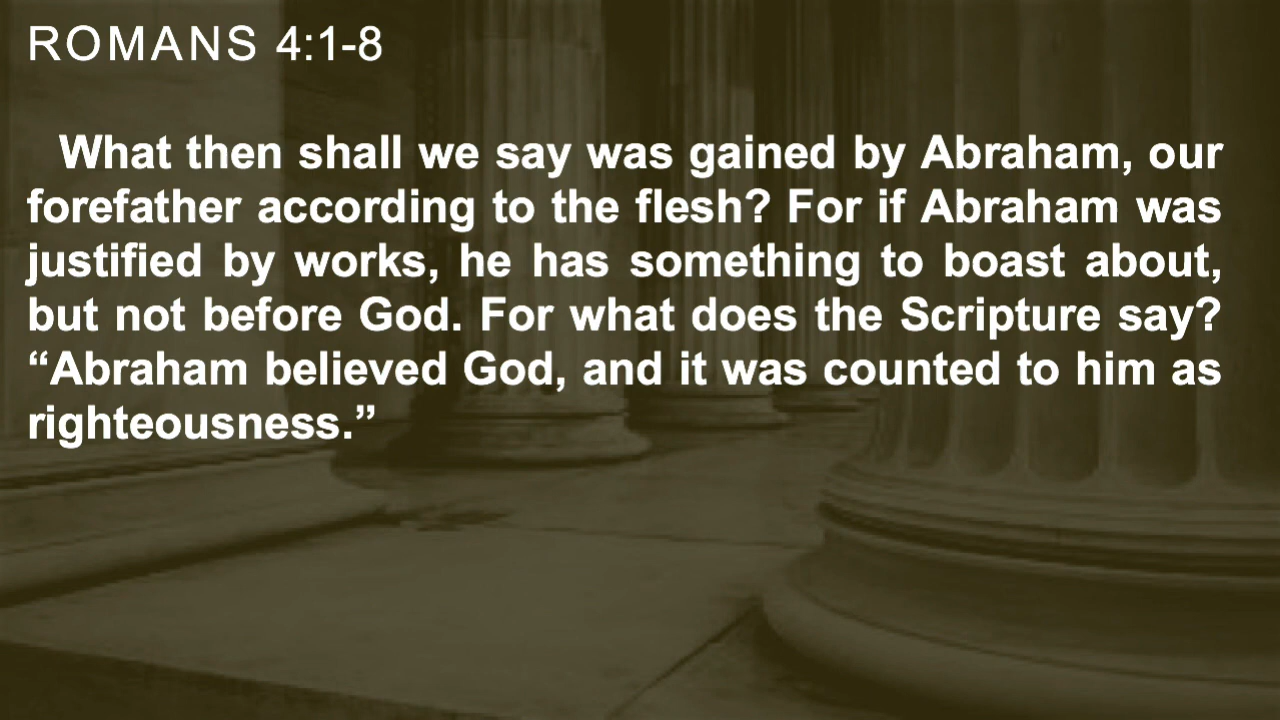 ROMANS 4:1-8
What then shall we say was gained by Abraham, our
forefather according to the flesh? For if Abraham was
justified by works, he has something to boast about,
but not before God. For what does the Scripture say?
“Abraham believed God, and it was counted to him as
righteousness.”